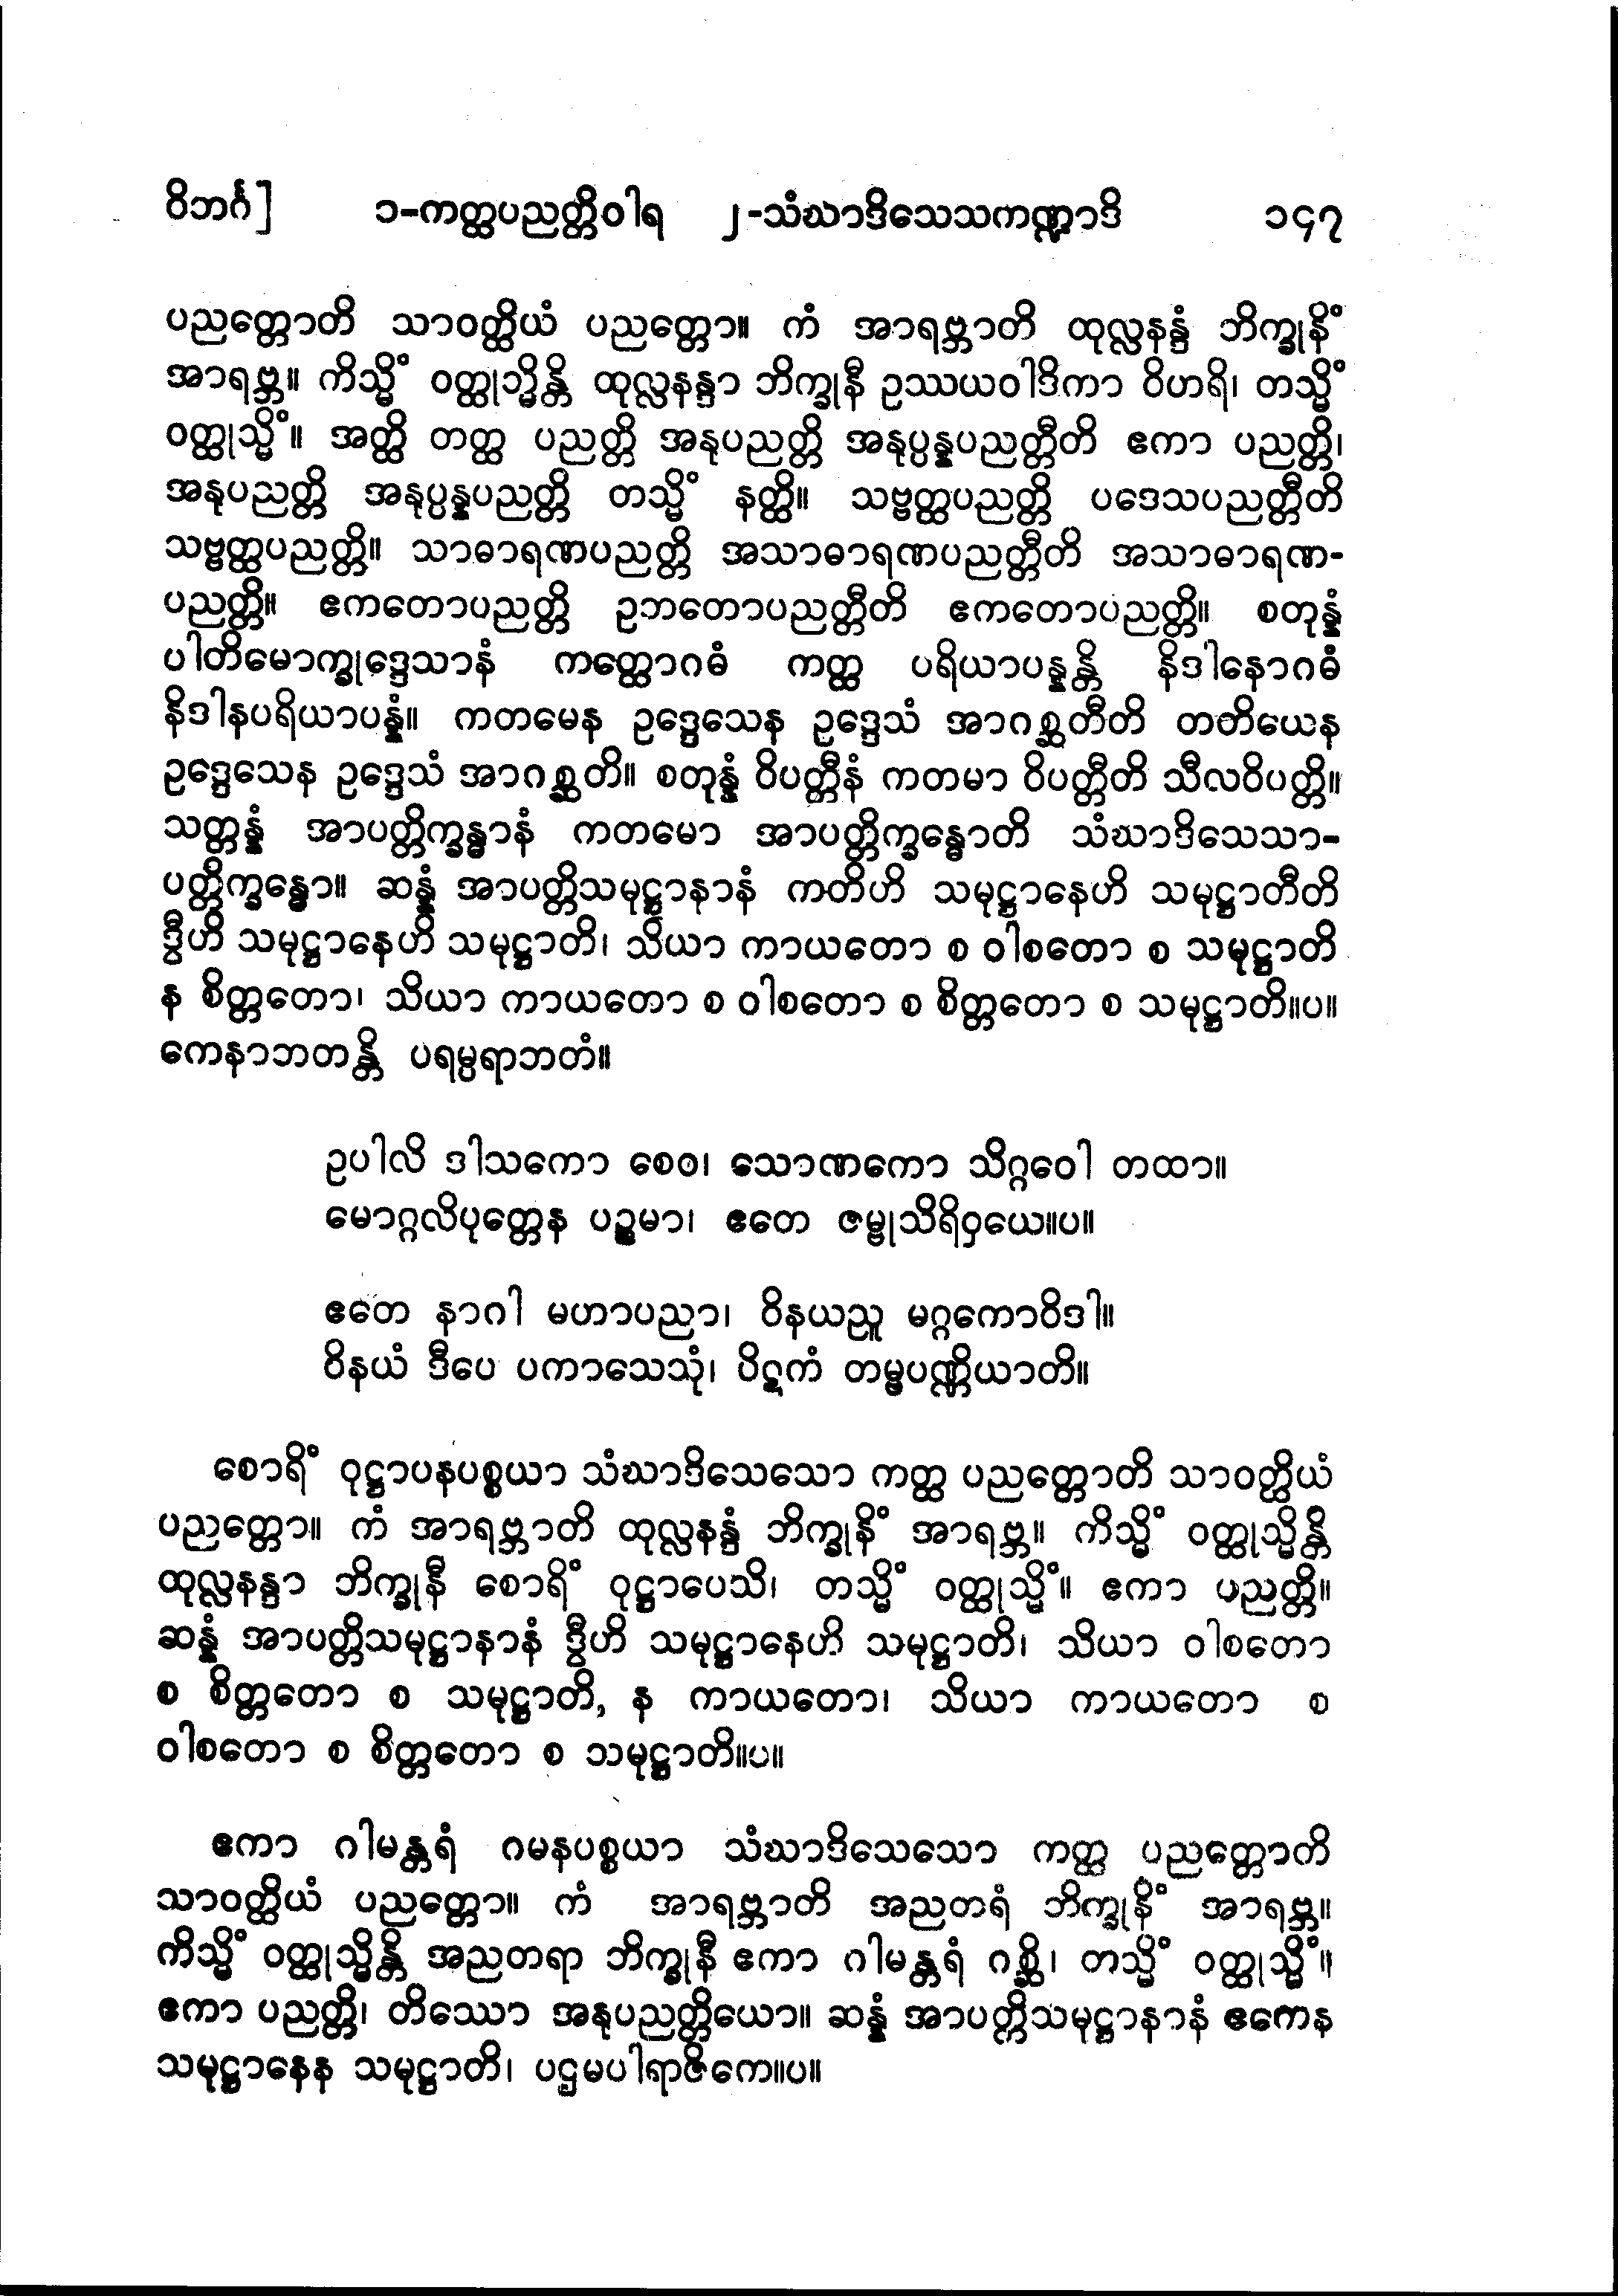 ဝိဘင်္ဂ] ၁-ကတ္ထပညတ္တိဝါရ ၂-သံဃာဒိသေသကဏ္ဍာဒိ ၁၄၇
ပညတ္တောတိ သာဝတ္ထိယံ ပညတ္တော။ ကံ အာရဗ္ဘာတိ ထုလ္လနန္ဒံ ဘိက္ခုနိံ
အာရဗ္ဘ။ ကိသ္မိံ ဝတ္ထုသ္မိန္တိ ထုလ္လနန္ဒာ ဘိက္ခုနီ ဥဿယဝါဒိကာ ဝိဟရိ၊ တသ္မိံ
ဝတ္ထုသ္မိံ။ အတ္ထိ တတ္ထ ပညတ္တိ အနုပညတ္တိ အနုပ္ပန္နပညတ္တီတိ ဧကာ ပညတ္တိ၊
အနုပညတ္တိ အနုပ္ပန္နပညတ္တိ တသ္မိံ နတ္ထိ။ သဗ္ဗတ္ထပညတ္တိ ပဒေသပညတ္တီတိ
သဗ္ဗတ္ထပညတ္တိ။ သာဓာရဏပညတ္တိ အသာဓာရဏပညတ္တီတိ အသာဓာရဏ-
ပညတ္တိ။ ဧကတောပညတ္တိ ဥဘတောပညတ္တီတိ ဧကတောပညတ္တိ။ စတုန္နံ
ပါတိမောက္ခုဒ္ဒေသာနံ ကတ္ထောဂဓံ ကတ္ထ ပရိယာပန္နန္တိ နိဒါနောဂဓံ
နိဒါနပရိယာပန္နံ။ ကတမေန ဥဒ္ဒေသေန ဥဒ္ဒေသံ အာဂစ္ဆတီတိ တတိယေန
ဥဒ္ဒေသေန ဥဒ္ဒေသံ အာဂစ္ဆတိ။ စတုန္နံ ဝိပတ္တီနံ ကတမာ ဝိပတ္တီတိ သီလဝိပတ္တိ။
သတ္တန္နံ အာပတ္တိက္ခန္ဓာနံ ကတမော အာပတ္တိက္ခန္ဓောတိ သံဃာဒိသေသာ-
ပတ္တိက္ခန္ဓော။ ဆန္နံ အာပတ္တိသမုဋ္ဌာနာနံ ကတိဟိ သမုဋ္ဌာနေဟိ သမုဋ္ဌာတီတိ
ဒွီဟိ သမုဋ္ဌာနေဟိ သမုဋ္ဌာတိ၊ သိယာ ကာယတော စ ဝါစတော စ သမုဋ္ဌာတိ
န စိတ္တတော၊ သိယာ ကာယတော စ ဝါစတော စ စိတ္တတော စ သမုဋ္ဌာတိ။ပ။
ကေနာဘတန္တိ ပရမ္ပရာဘတံ။
ဥပါလိ ဒါသကော စေဝ၊ သောဏကော သိဂ္ဂဝေါ တထာ။
မောဂ္ဂလိပုတ္တေန ပဉ္စမာ၊ ဧတေ ဇမ္ဗုသိရိဝှယေ။ပ။
ဧတေ နာဂါ မဟာပညာ၊ ဝိနယညူ မဂ္ဂကောဝိဒါ။
ဝိနယံ ဒီပေ ပကာသေသုံ၊ ပိဋကံ တမ္ဗပဏ္ဏိယာတိ။
စောရိံ ဝုဋ္ဌာပနပစ္စယာ သံဃာဒိသေသော ကတ္ထ ပညတ္တောတိ သာဝတ္ထိယံ
ပညတ္တော။ ကံ အာရဗ္ဘာတိ ထုလ္လနန္ဒံ ဘိက္ခုနိံ အာရဗ္ဘ။ ကိသ္မိံ ဝတ္ထုသ္မိန္တိ
ထုလ္လနန္ဒာ ဘိက္ခုနီ စောရိံ ဝုဋ္ဌာပေသိ၊ တသ္မိံ ဝတ္ထုသ္မိံ။ ဧကာ ပညတ္တိ။
ဆန္နံ အာပတ္တိသမုဋ္ဌာနာနံ ဒွီဟိ သမုဋ္ဌာနေဟိ သမုဋ္ဌာတိ၊ သိယာ ဝါစတော
စ စိတ္တတော စ သမုဋ္ဌာတိ, န ကာယတော၊ သိယာ ကာယတော စ
ဝါစတော စ စိတ္တတော စ သမုဋ္ဌာတိ။ပ။
ဧကာ ဂါမန္တရံ ဂမနပစ္စယာ သံဃာဒိသေသော ကတ္ထ ပညတ္တောတိ
သာဝတ္ထိယံ ပညတ္တော။ ကံ အာရဗ္ဘာတိ အညတရံ ဘိက္ခုနိံ အာရဗ္ဘ။
ကိသ္မိံ ဝတ္ထုသ္မိန္တိ အညတရာ ဘိက္ခုနီ ဧကာ ဂါမန္တရံ ဂစ္ဆိ၊ တသ္မိံ ဝတ္ထုသ္မိံ။
ဧကာ ပညတ္တိ၊ တိဿော အနုပညတ္တိယော။ ဆန္နံ အာပတ္တိသမုဋ္ဌာနာနံ ဧကေန
သမုဋ္ဌာနေန သမုဋ္ဌာတိ၊ ပဌမပါရာဇိကေ။ပ။